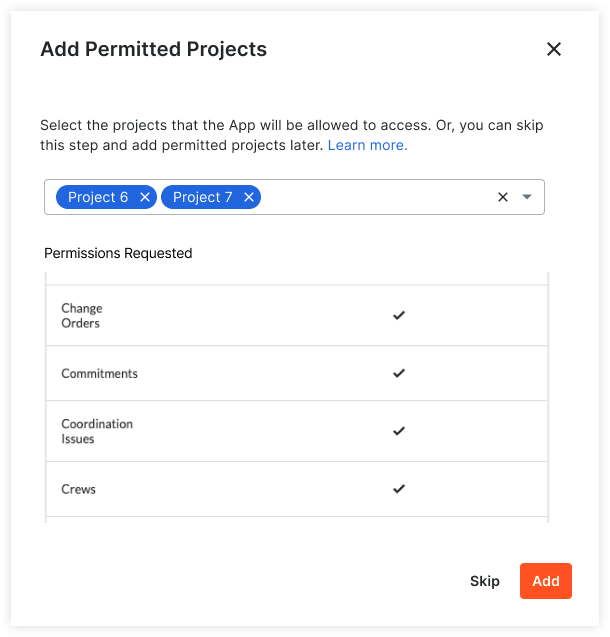 Add Permitted Projects
Select the projects that the App will be allowed to access. Or, you can skip
this step and add permitted projects later. Learn more.
Project 6 Project 7
Permissions Requested
Change
Orders
Commitments
Coordination
Issues
Crews
Skip Add